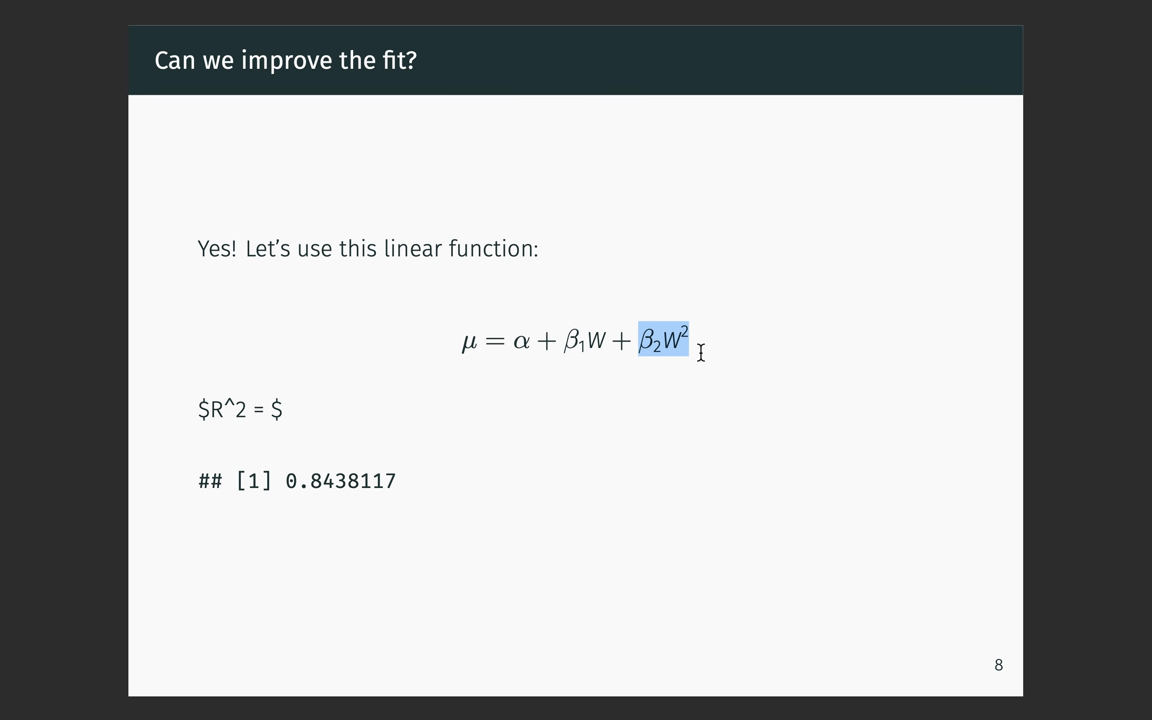 Can we improve the fit?
Yes! Let’s use this linear function:
μ = α + β₁W + β₂W²
$R^2 = $
## [1] 0.8438117
8